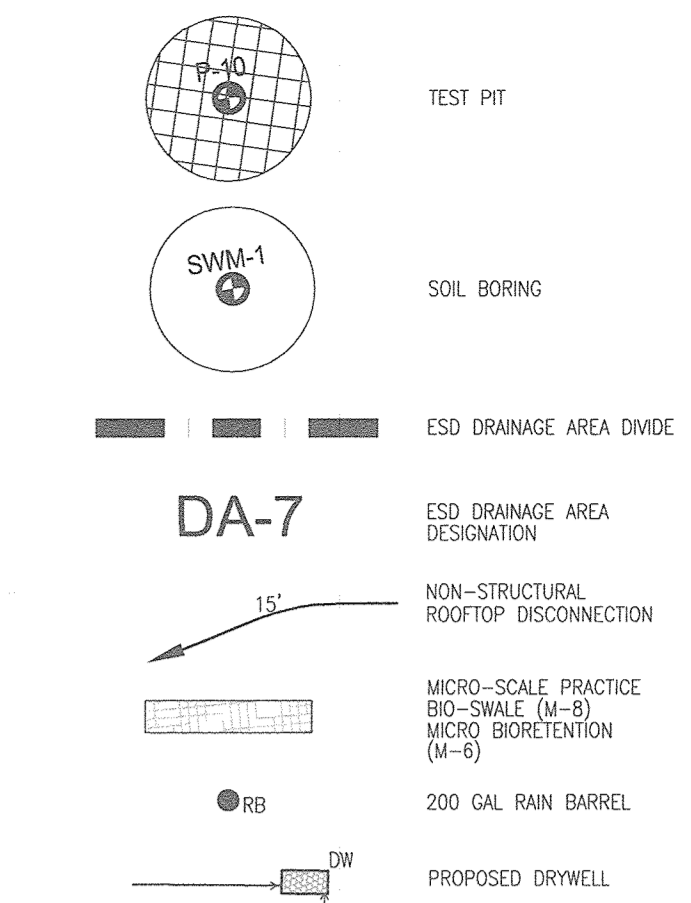 P-10
TEST PIT
SWM-1
SOIL BORING
ESD DRAINAGE AREA DIVIDE
DA-7
ESD DRAINAGE AREA
DESIGNATION
15'
NON-STRUCTURAL
ROOFTOP DISCONNECTION
MICRO-SCALE PRACTICE
BIO-SWALE (M-8)
MICRO BIORETENTION
(M-6)
RB
200 GAL RAIN BARREL
DW
PROPOSED DRYWELL